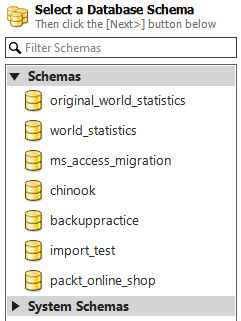 Select a Database Schema
Then click the [Next>] button below
Filter Schemas
Schemas
original_world_statistics
world_statistics
ms_access_migration
chinook
backuppractice
import_test
packt_online_shop
System Schemas